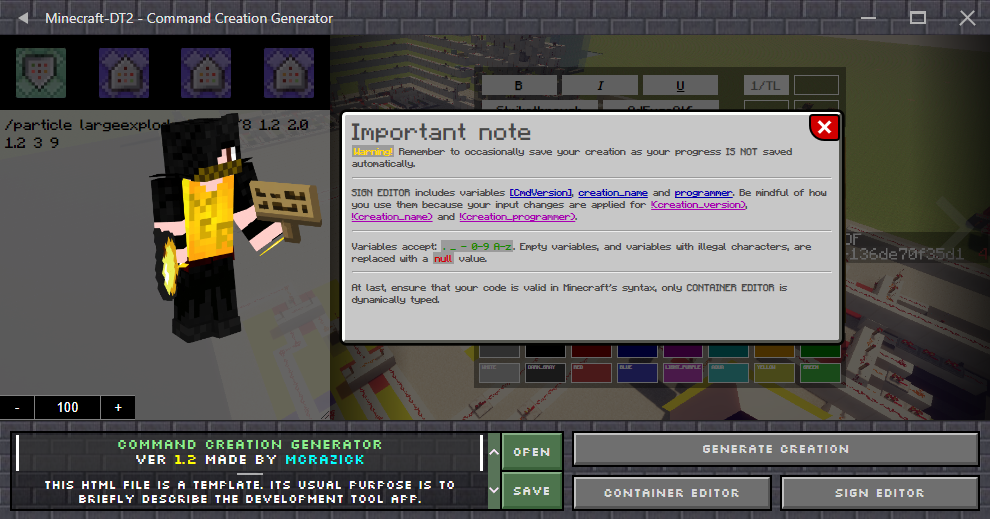 Minecraft-DT2 - Command Creation Generator
B I U
1/TL
/particle largeexplod 8 1.2 2.0
1.2 3 9
Important note
Warning! Remember to occasionally save your creation as your progress IS NOT saved
automatically.
SIGN EDITOR includes variables [CmdVersion], creation_name and programmer. Be mindful of how
you use them because your input changes are applied for K(creation_version),
K(creation_name) and K(creation_programmer).
Variables accept: . _ - 0-9 A-z. Empty variables, and variables with illegal characters, are
replaced with a null value.
At last, ensure that your code is valid in Minecraft's syntax, only CONTAINER EDITOR is
dynamically typed.
136de70f35d1
WHITE DARK_GRAY RED BLUE LIGHT_PURPLE AQUA YELLOW GREEN
- 100 +
COMMAND CREATION GENERATOR
VER 1.2 MADE BY MCRAZICK
THIS HTML FILE IS A TEMPLATE. ITS USUAL PURPOSE IS TO
BRIEFLY DESCRIBE THE DEVELOPMENT TOOL APP.
OPEN
SAVE
GENERATE CREATION
CONTAINER EDITOR
SIGN EDITOR